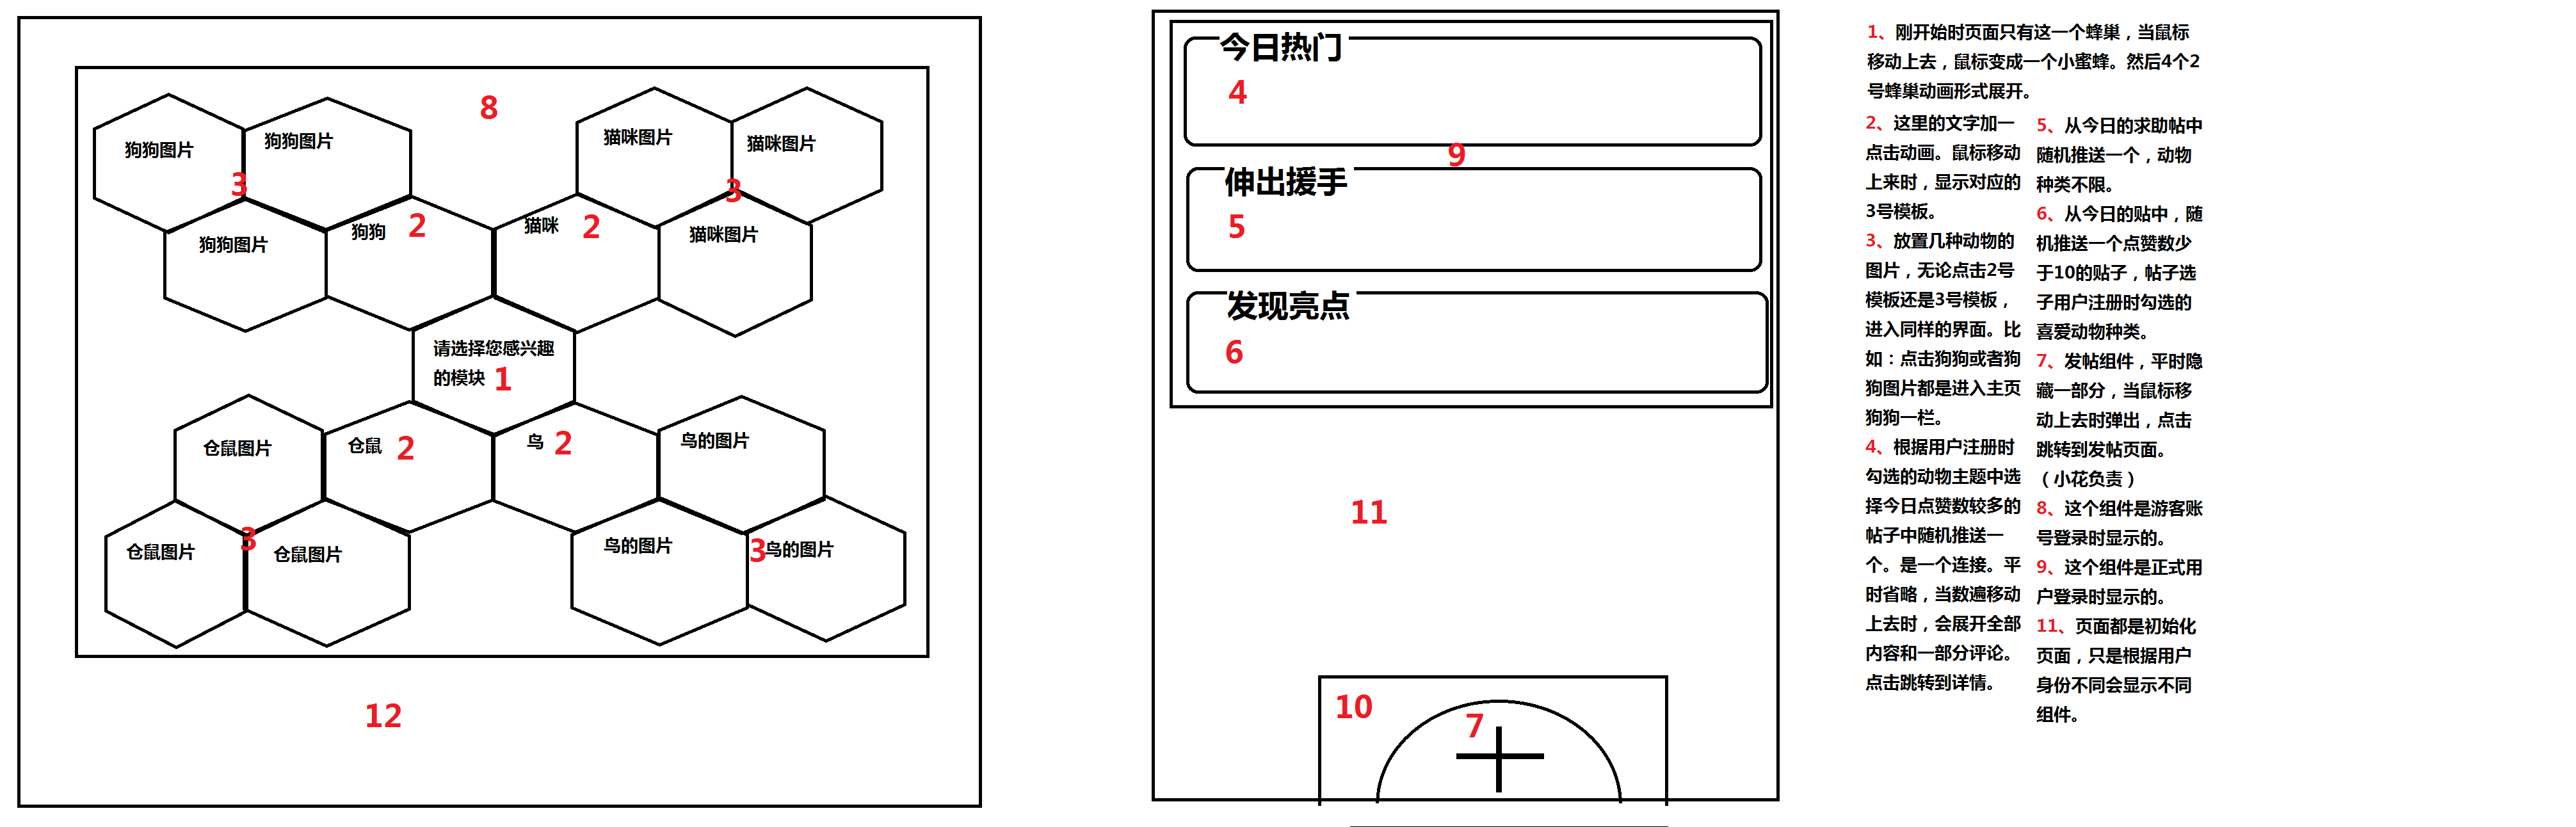 8
狗狗图片
狗狗图片
猫咪图片
猫咪图片
3
3
狗狗图片
狗狗
2
猫咪
2
猫咪图片
请选择您感兴趣
的模块
1
仓鼠图片
仓鼠
2
鸟
2
鸟的图片
3
仓鼠图片
仓鼠图片
鸟的图片
3
鸟的图片
12
今日热门
4
9
伸出援手
5
发现亮点
6
11
10
7
1、刚开始时页面只有这一个蜂巢，当鼠标
移动上去，鼠标变成一个小蜜蜂。然后4个2
号蜂巢动画形式展开。
2、这里的文字加一
点击动画。鼠标移动
上来时，显示对应的
3号模板。
3、放置几种动物的
图片，无论点击2号
模板还是3号模板，
进入同样的界面。比
如：点击狗狗或者狗
狗图片都是进入主页
狗狗一栏。
4、根据用户注册时
勾选的动物主题中选
择今日点赞数较多的
帖子中随机推送一
个。是一个连接。平
时省略，当数遍移动
上去时，会展开全部
内容和一部分评论。
点击跳转到详情。
5、从今日的求助帖中
随机推送一个，动物
种类不限。
6、从今日的贴中，随
机推送一个点赞数少
于10的贴子，帖子选
子用户注册时勾选的
喜爱动物种类。
7、发帖组件，平时隐
藏一部分，当鼠标移
动上去时弹出，点击
跳转到发帖页面。
（小花负责）
8、这个组件是游客账
号登录时显示的。
9、这个组件是正式用
户登录时显示的。
11、页面都是初始化
页面，只是根据用户
身份不同会显示不同
组件。